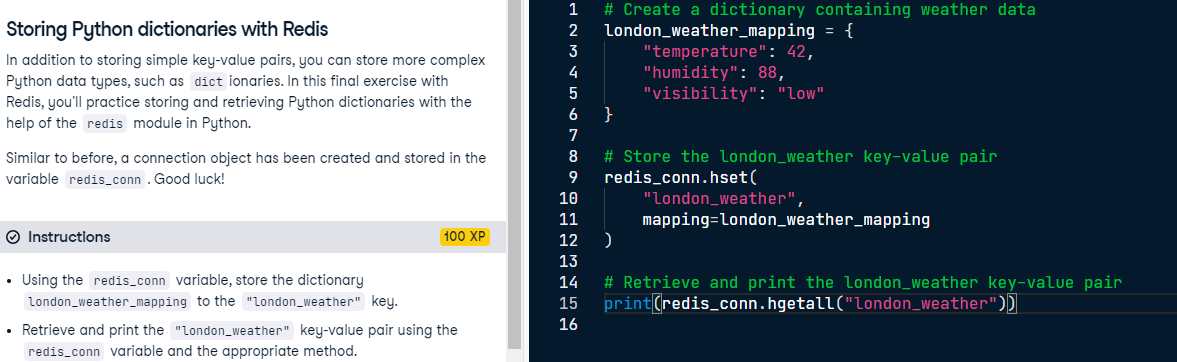 Storing Python dictionaries with Redis
In addition to storing simple key-value pairs, you can store more complex
Python data types, such as dict ionaries. In this final exercise with
Redis, you'll practice storing and retrieving Python dictionaries with the
help of the redis module in Python.
Similar to before, a connection object has been created and stored in the
variable redis_conn . Good luck!
Instructions
100 XP
• Using the redis_conn variable, store the dictionary
london_weather_mapping to the "london_weather" key.
• Retrieve and print the "london_weather" key-value pair using the
redis_conn variable and the appropriate method.
1 # Create a dictionary containing weather data
2 london_weather_mapping = {
3     "temperature": 42,
4     "humidity": 88,
5     "visibility": "low"
6 }
7
8 # Store the london_weather key-value pair
9 redis_conn.hset(
10     "london_weather",
11     mapping=london_weather_mapping
12 )
13
14 # Retrieve and print the london_weather key-value pair
15 print(redis_conn.hgetall("london_weather"))
16